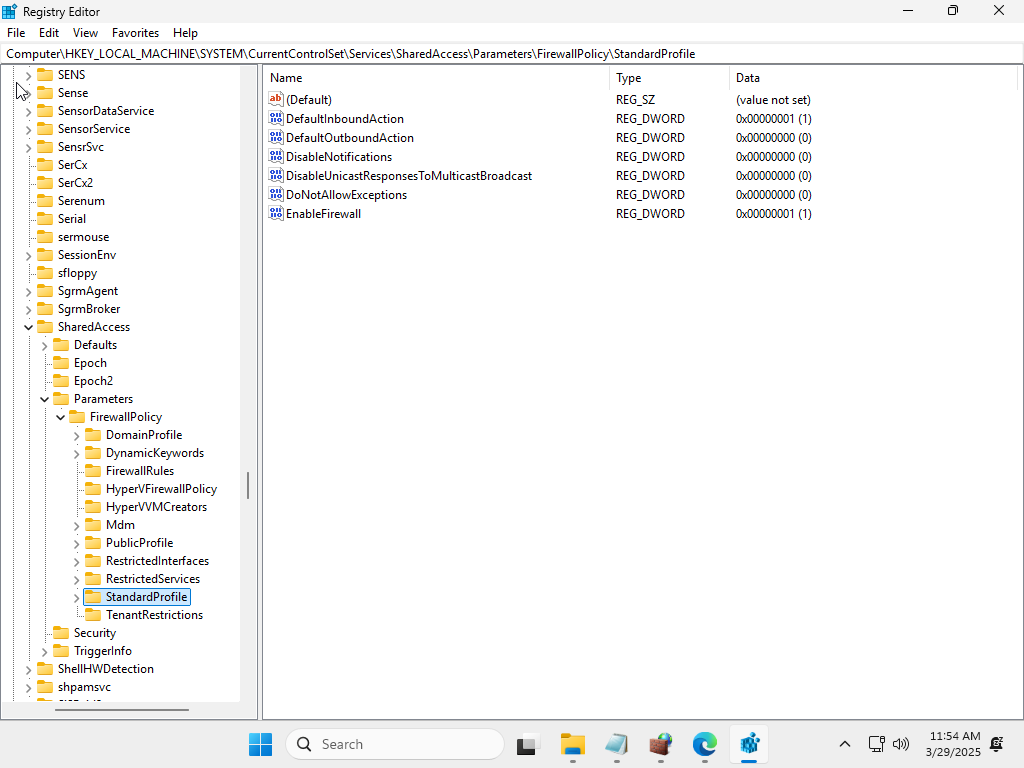 Registry Editor
File Edit View Favorites Help
Computer\HKEY_LOCAL_MACHINE\SYSTEM\CurrentControlSet\Services\SharedAccess\Parameters\FirewallPolicy\StandardProfile
SENS
Sense
SensorDataService
SensorService
SensrSvc
SerCx
SerCx2
Serenum
Serial
sermouse
SessionEnv
sfloppy
SgrmAgent
SgrmBroker
SharedAccess
Defaults
Epoch
Epoch2
Parameters
FirewallPolicy
DomainProfile
DynamicKeywords
FirewallRules
HyperVFirewallPolicy
HyperVVMCreators
Mdm
PublicProfile
RestrictedInterfaces
RestrictedServices
StandardProfile
TenantRestrictions
Security
TriggerInfo
ShellHWDetection
shpamsvc
Name Type Data
(Default) REG_SZ (value not set)
DefaultInboundAction REG_DWORD 0x00000001 (1)
DefaultOutboundAction REG_DWORD 0x00000000 (0)
DisableNotifications REG_DWORD 0x00000000 (0)
DisableUnicastResponsesToMulticastBroadcast REG_DWORD 0x00000000 (0)
DoNotAllowExceptions REG_DWORD 0x00000000 (0)
EnableFirewall REG_DWORD 0x00000001 (1)
Search
11:54 AM
3/29/2025